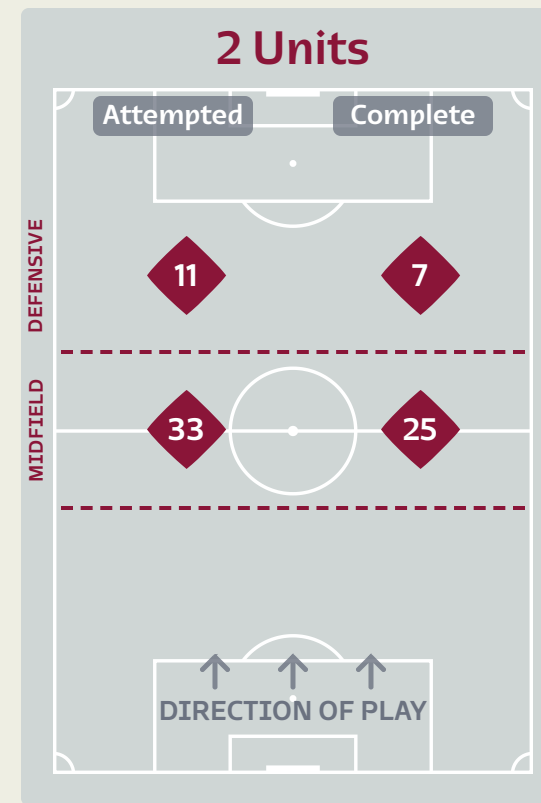 2 Units
Attempted Complete
DEFENSIVE
11 7
MIDFIELD
33 25
DIRECTION OF PLAY